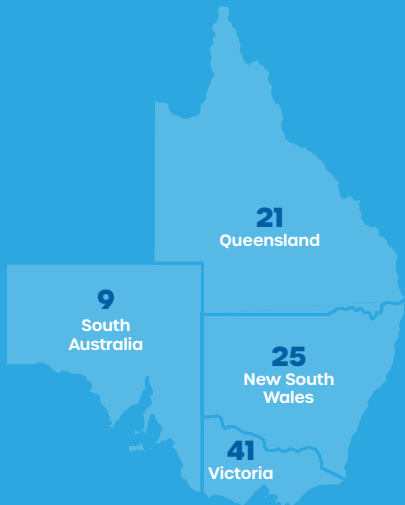 21
Queensland
9
South
Australia
25
New South
Wales
41
Victoria